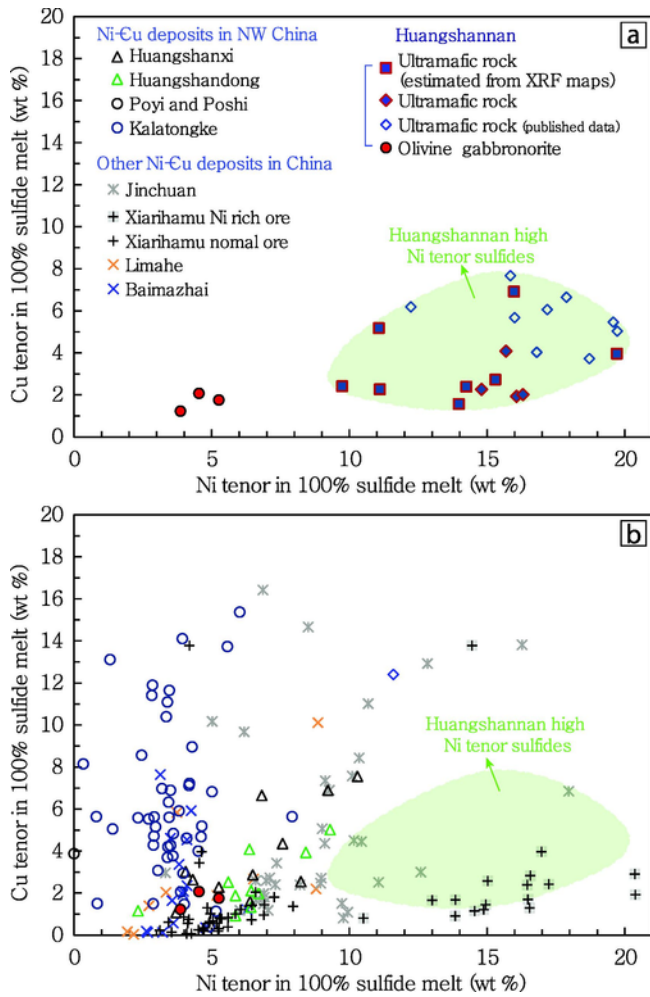 a
Ni-Cu deposits in NW China
Huangshanxi
Huangshandong
Poyi and Poshi
Kalatongke
Other Ni-Cu deposits in China
Jinchuan
Xiarihamu Ni rich ore
Xiarihamu nomal ore
Limahe
Baimazhai
Huangshannan
Ultramafic rock
(estimated from XRF maps)
Ultramafic rock
Ultramafic rock (published data)
Olivine gabbronorite
Huangshannan high
Ni tenor sulfides
Cu tenor in 100% sulfide melt (wt %)
20
18
16
14
12
10
8
6
4
2
0
0
5
10
15
20
Ni tenor in 100% sulfide melt (wt %)
b
Huangshannan high
Ni tenor sulfides
Cu tenor in 100% sulfide melt (wt %)
20
18
16
14
12
10
8
6
4
2
0
0
5
10
15
20
Ni tenor in 100% sulfide melt (wt %)